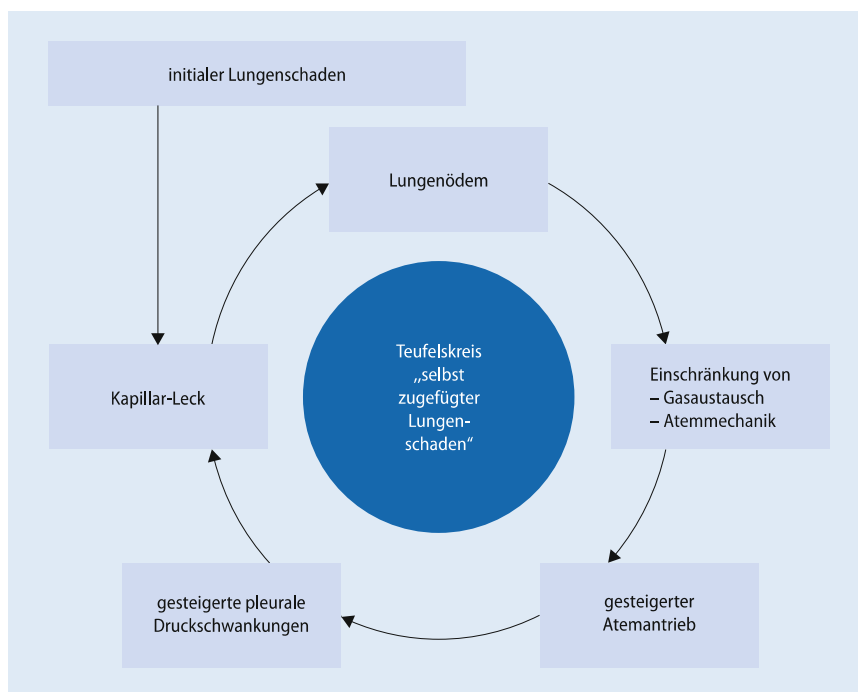 initialer Lungenschaden
Lungenödem
Kapillar-Leck
Teufelskreis
„selbst
zugefügter
Lungen-
schaden“
Einschränkung von
– Gasaustausch
– Atemmechanik
gesteigerte pleurale
Druckschwankungen
gesteigerter
Atemantrieb